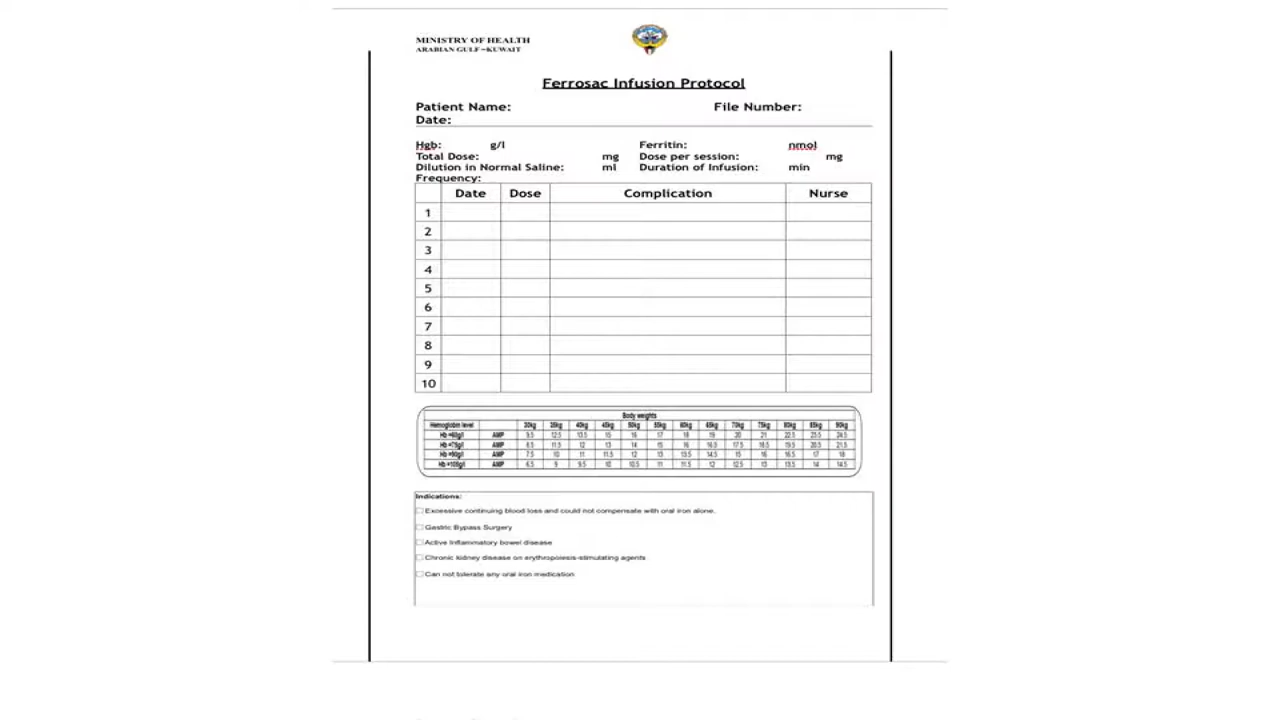 MINISTRY OF HEALTH
ARABIAN GULF –KUWAIT
Ferrosac Infusion Protocol
Patient Name: File Number:
Date:
Hgb: g/l Ferritin: nmol
Total Dose: mg Dose per session: mg
Dilution in Normal Saline: ml Duration of Infusion: min
Frequency:
Date Dose Complication Nurse
1
2
3
4
5
6
7
8
9
10
Body weights
Hemoglobin level 30kg 35kg 40kg 45kg 50kg 55kg 60kg 65kg 70kg 75kg 80kg 85kg 90kg
Hb =60g/l AMP 9.5 12.5 13.5 15 16 17 18 19 20 21 22.5 23.5 24.5
Hb =75g/l AMP 8.5 11.5 12 13 14 15 16 16.5 17.5 18.5 19.5 20.5 21.5
Hb =90g/l AMP 7.5 10 11 11.5 12 13 13.5 14.5 15 16 16.5 17 18
Hb =105g/l AMP 6.5 9 9.5 10 10.5 11 11.5 12 12.5 13 13.5 14 14.5
Indications:
Excessive continuing blood loss and could not compensate with oral iron alone.
Gastric Bypass Surgery
Active Inflammatory bowel disease
Chronic kidney disease on erythropoiesis-stimulating agents
Can not tolerate any oral iron medication